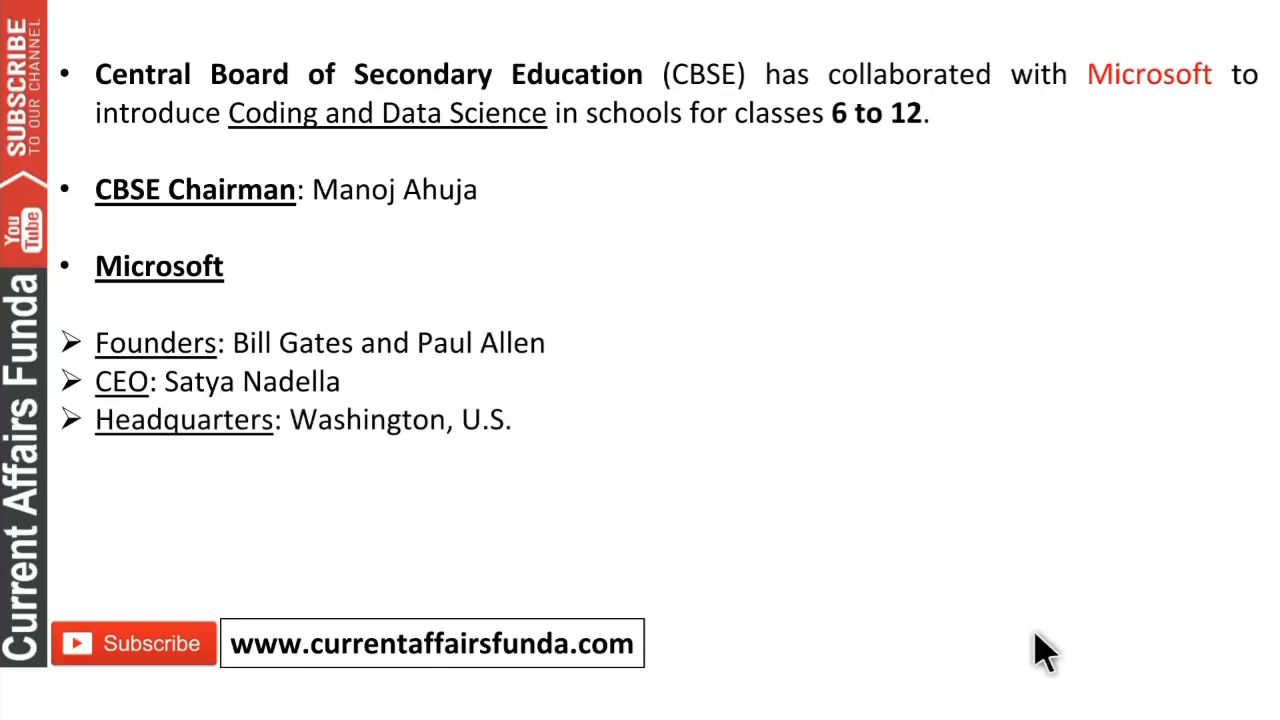 • Central Board of Secondary Education (CBSE) has collaborated with Microsoft to
introduce Coding and Data Science in schools for classes 6 to 12.
• CBSE Chairman: Manoj Ahuja
• Microsoft
➢ Founders: Bill Gates and Paul Allen
➢ CEO: Satya Nadella
➢ Headquarters: Washington, U.S.
SUBSCRIBE
TO OUR CHANNEL
You
Tube
Current Affairs Funda
Subscribe
www.currentaffairsfunda.com